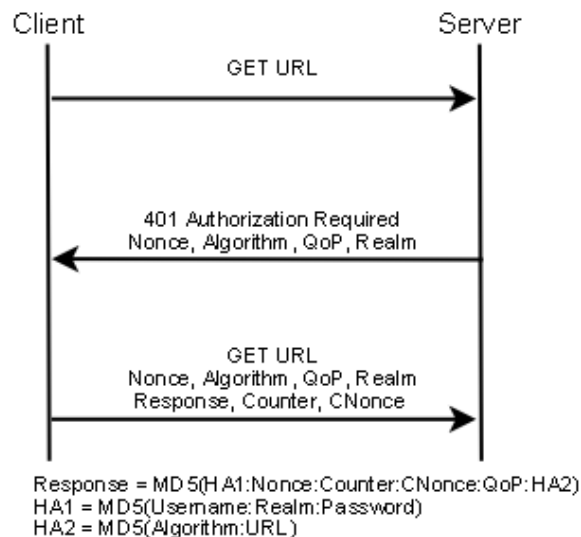 Client
Server
GET URL
401 Authorization Required
Nonce, Algorithm, QoP, Realm
GET URL
Nonce, Algorithm, QoP, Realm
Response, Counter, CNonce
Response = MD5(HA1:Nonce:Counter:CNonce:QoP:HA2)
HA1 = MD5(Username:Realm:Password)
HA2 = MD5(Algorithm:URL)